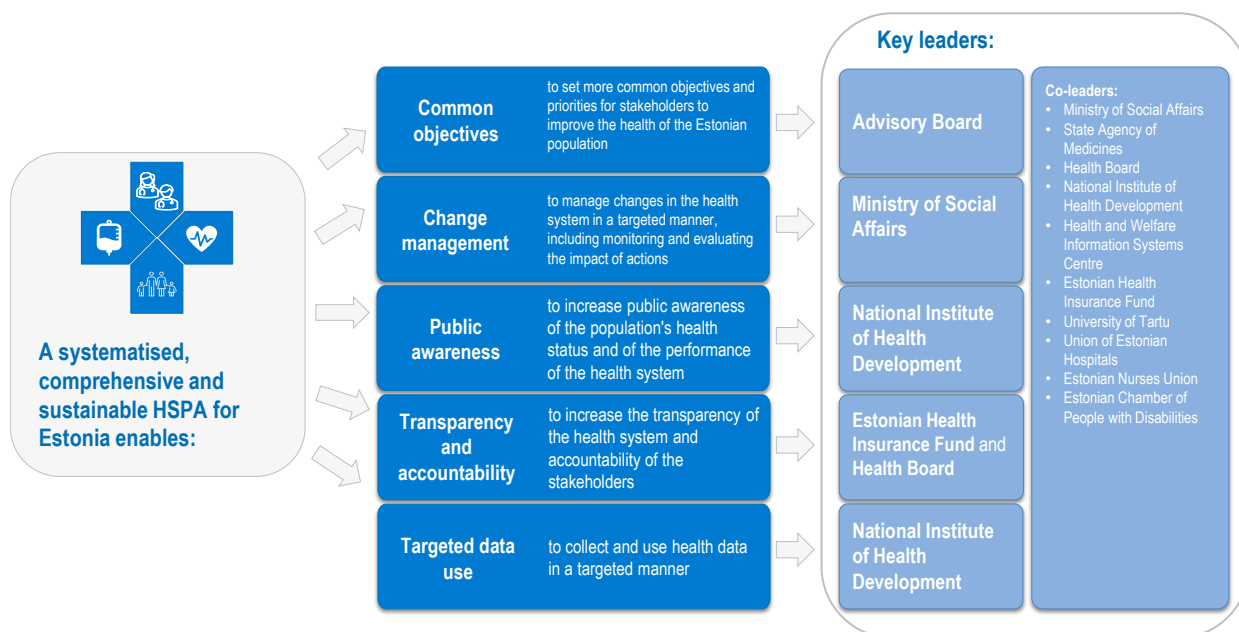 Key leaders:
A systematised,
comprehensive and
sustainable HSPA for
Estonia enables:
Common
objectives
to set more common objectives and
priorities for stakeholders to
improve the health of the Estonian
population
Advisory Board
Change
management
to manage changes in the health
system in a targeted manner,
including monitoring and evaluating
the impact of actions
Ministry of Social
Affairs
Public
awareness
to increase public awareness
of the population's health
status and of the performance
of the health system
National Institute
of Health
Development
Transparency
and
accountability
to increase the transparency of
the health system and
accountability of the
stakeholders
Estonian Health
Insurance Fund and
Health Board
Targeted data
use
to collect and use health data
in a targeted manner
National Institute
of Health
Development
Co-leaders:
• Ministry of Social Affairs
• State Agency of
Medicines
• Health Board
• National Institute of
Health Development
• Health and Welfare
Information Systems
Centre
• Estonian Health
Insurance Fund
• University of Tartu
• Union of Estonian
Hospitals
• Estonian Nurses Union
• Estonian Chamber of
People with Disabilities